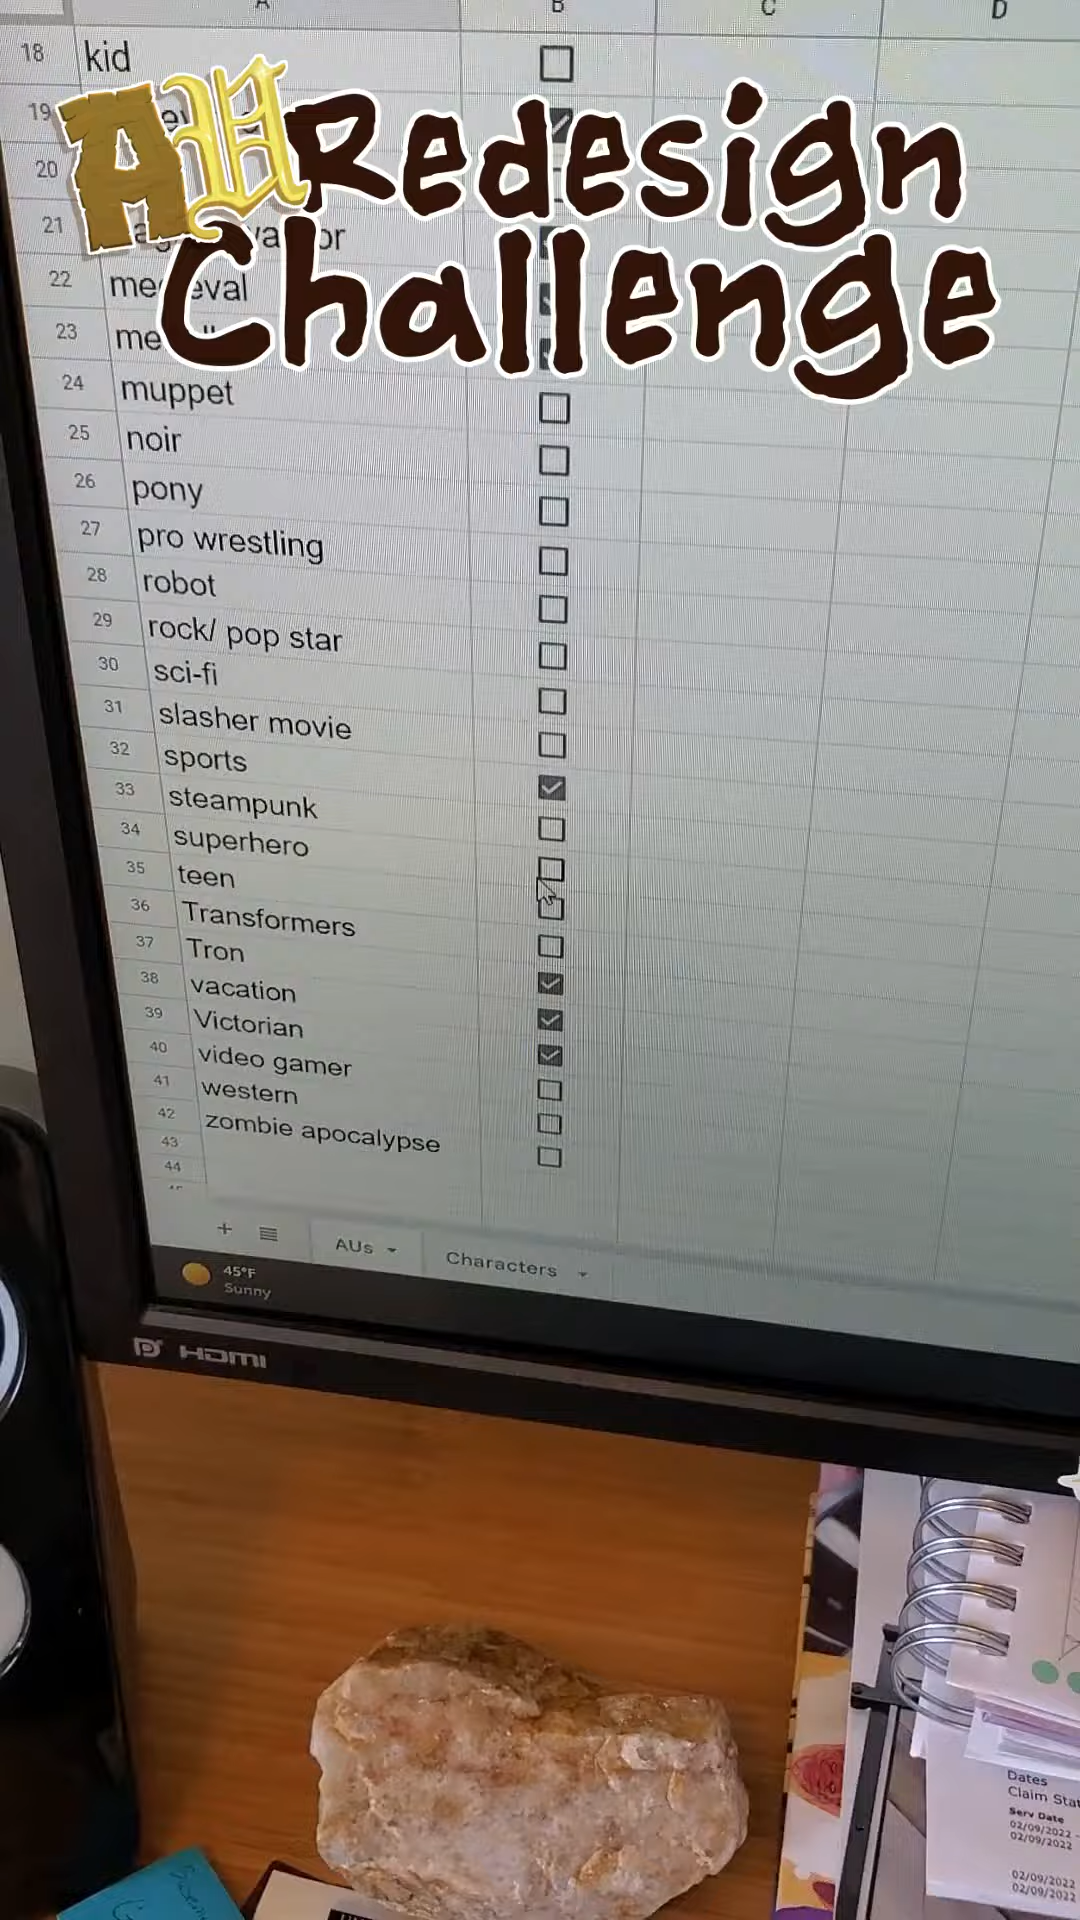 A B C D
18 kid
AU Redesign
Challenge
19
20
21
22
23
24 muppet
25 noir
26 pony
27 pro wrestling
28 robot
29 rock/ pop star
30 sci-fi
31 slasher movie
32 sports
33 steampunk
34 superhero
35 teen
36 Transformers
37 Tron
38 vacation
39 Victorian
40 video gamer
41 western
42 zombie apocalypse
43
44
+ AUs Characters
45°F
Sunny
HDMI
Dates
Serv Date
02/09/2022
02/09/2022
02/09/2022
02/09/2022